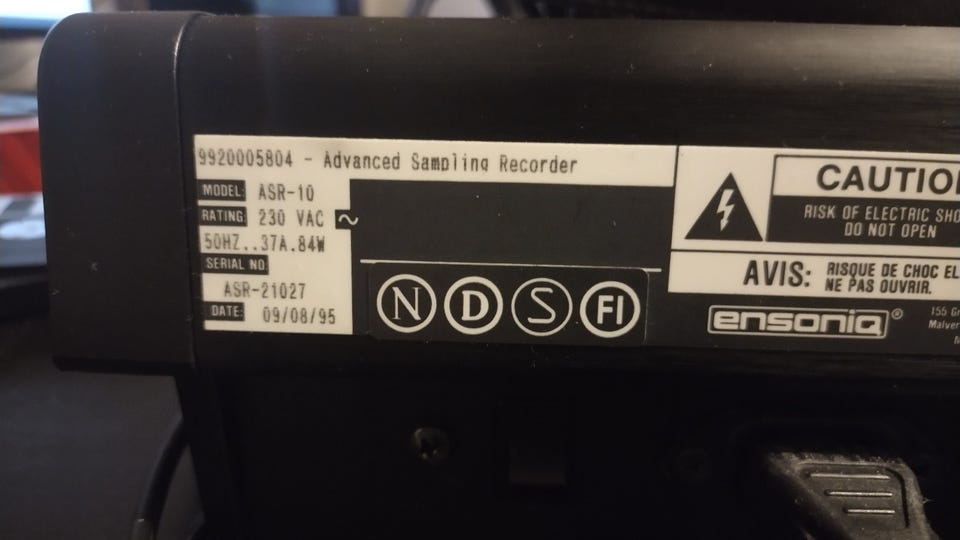 9920005804 - Advanced Sampling Recorder
MODEL: ASR-10
RATING: 230 VAC ~
50HZ..37A.84W
SERIAL NO:
ASR-21027
DATE: 09/08/95
N D S FI
CAUTIO
RISK OF ELECTRIC SHO
DO NOT OPEN
AVIS: RISQUE DE CHOC EL
NE PAS OUVRIR.
ensoniq®
155 G
Malver
M